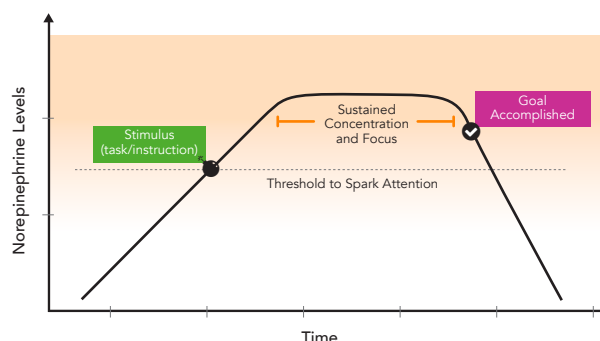 Norepinephrine Levels
Stimulus
(task/instruction)
Sustained
Concentration
and Focus
Goal
Accomplished
Threshold to Spark Attention
Time